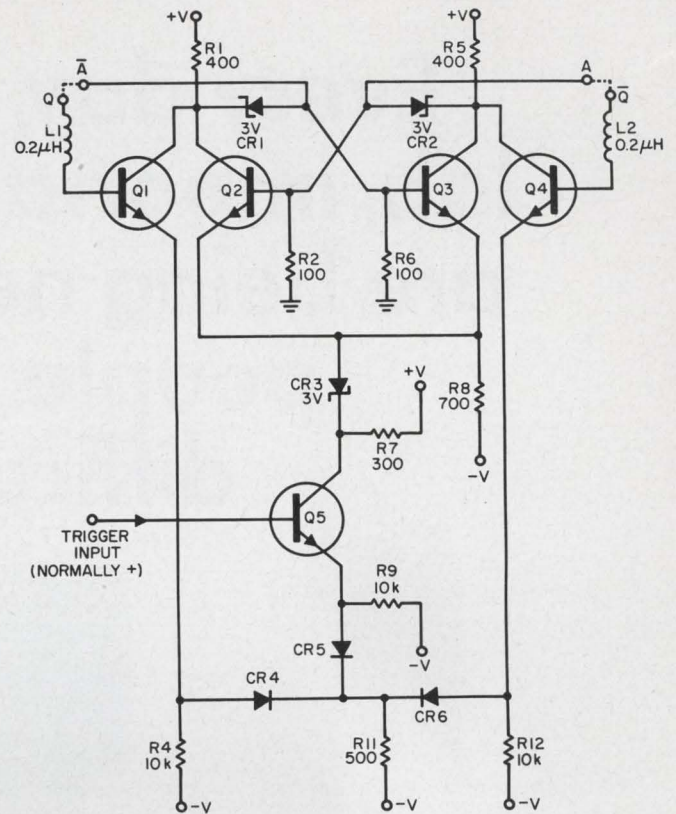 +V
R1
400
+V
R5
400
Ā
A
Q
Q̄
L1
0.2μH
3V
CR1
3V
CR2
L2
0.2μH
Q1
Q2
Q3
Q4
R2
100
R6
100
CR3
3V
+V
R7
300
R8
700
-V
Q5
TRIGGER
INPUT
(NORMALLY +)
R9
10k
-V
CR5
CR4
CR6
R4
10k
R11
500
R12
10k
-V
-V
-V